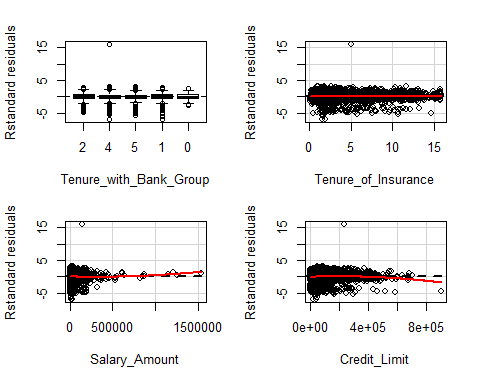 Rstandard residuals
15
5
-5
2 4 5 1 0
Tenure_with_Bank_Group
Rstandard residuals
15
5
-5
0 5 10 15
Tenure_of_Insurance
Rstandard residuals
15
5
-5
0 500000 1500000
Salary_Amount
Rstandard residuals
15
5
-5
0e+00 4e+05 8e+05
Credit_Limit